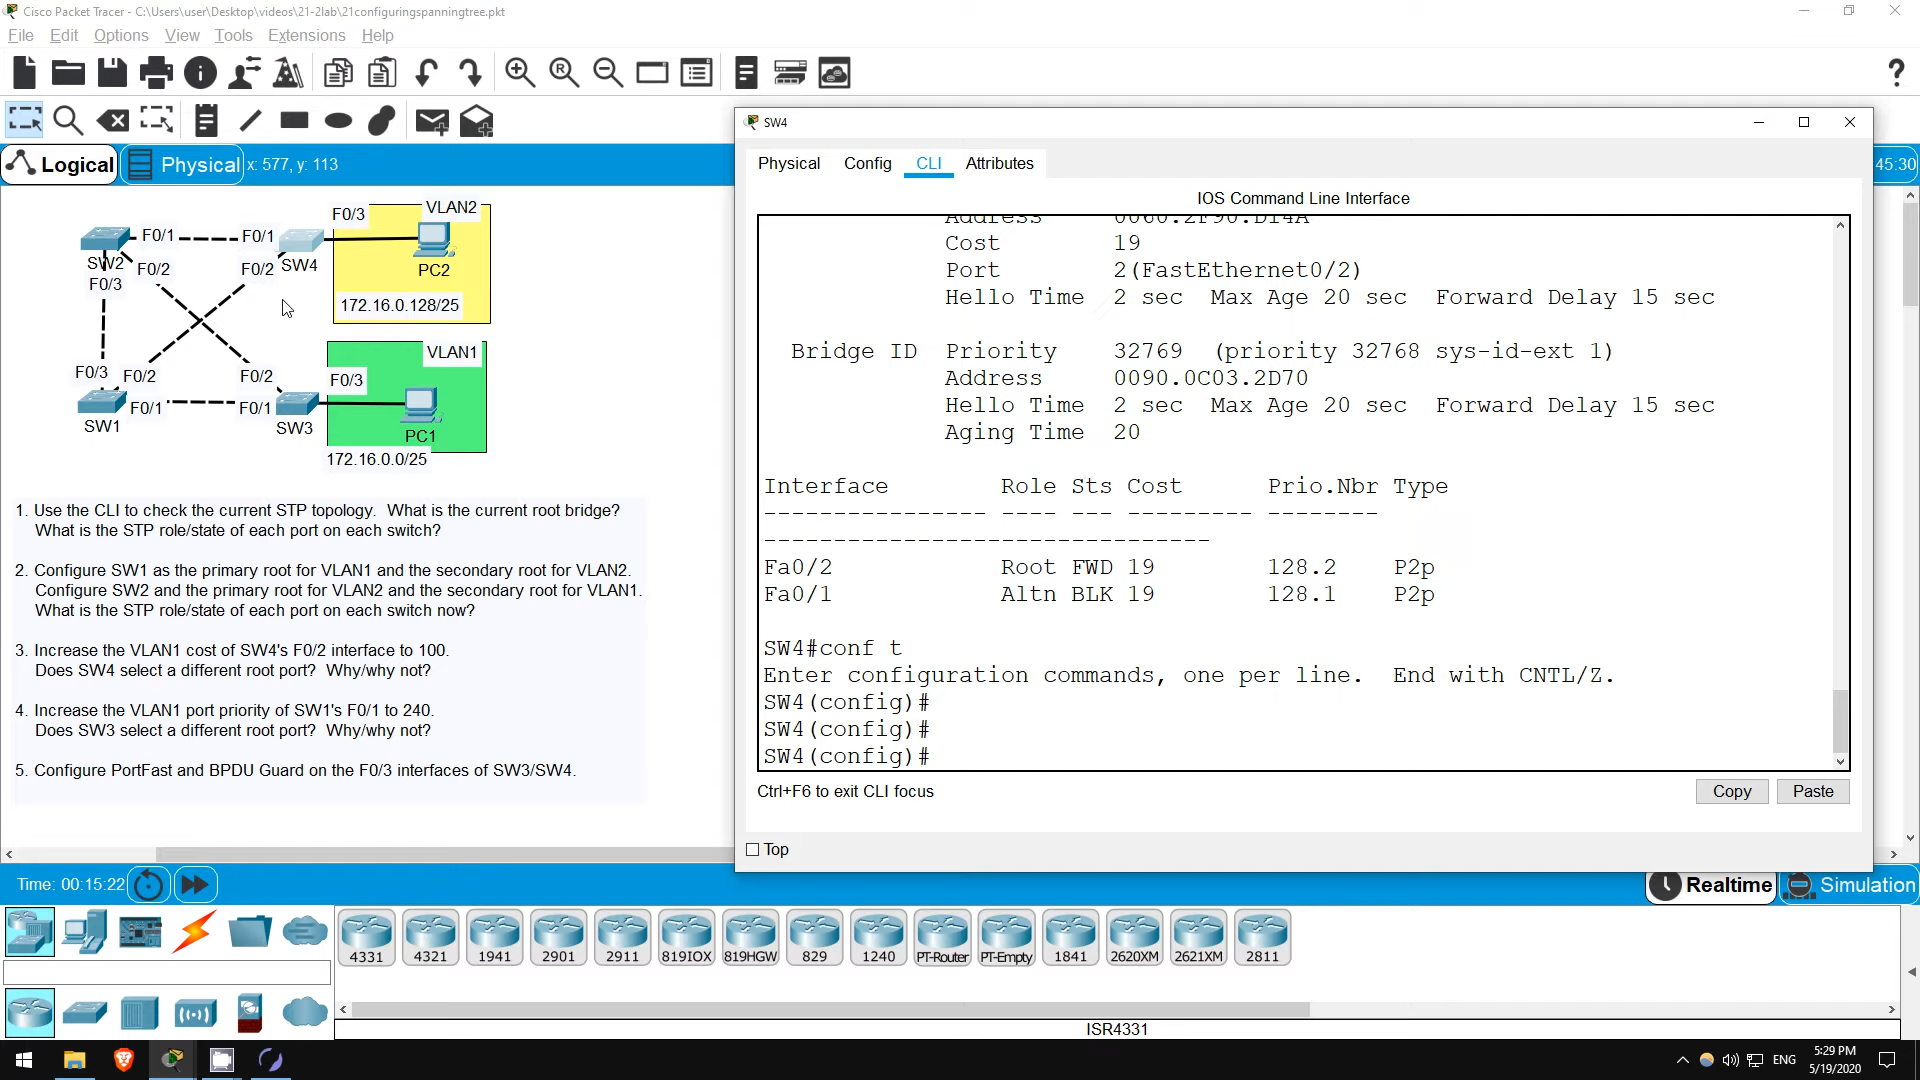 Cisco Packet Tracer - C:\Users\user\Desktop\videos\21-2lab\21configuringspanningtree.pkt
File Edit Options View Tools Extensions Help
Logical Physical x: 577, y: 113
45:30
F0/3 VLAN2
F0/1 F0/1
SW2 F0/2 F0/2 SW4 PC2
F0/3
172.16.0.128/25
VLAN1
F0/3 F0/2 F0/2 F0/3
F0/1 F0/1
SW1 SW3 PC1
172.16.0.0/25
1. Use the CLI to check the current STP topology. What is the current root bridge?
What is the STP role/state of each port on each switch?
2. Configure SW1 as the primary root for VLAN1 and the secondary root for VLAN2.
Configure SW2 and the primary root for VLAN2 and the secondary root for VLAN1.
What is the STP role/state of each port on each switch now?
3. Increase the VLAN1 cost of SW4's F0/2 interface to 100.
Does SW4 select a different root port? Why/why not?
4. Increase the VLAN1 port priority of SW1's F0/1 to 240.
Does SW3 select a different root port? Why/why not?
5. Configure PortFast and BPDU Guard on the F0/3 interfaces of SW3/SW4.
SW4
Physical Config CLI Attributes
IOS Command Line Interface
Address 0060.2F90.D14A
Cost 19
Port 2(FastEthernet0/2)
Hello Time 2 sec Max Age 20 sec Forward Delay 15 sec
Bridge ID Priority 32769 (priority 32768 sys-id-ext 1)
Address 0090.0C03.2D70
Hello Time 2 sec Max Age 20 sec Forward Delay 15 sec
Aging Time 20
Interface Role Sts Cost Prio.Nbr Type
---------------- ---- --- --------- -------- 
--------------------------------
Fa0/2 Root FWD 19 128.2 P2p
Fa0/1 Altn BLK 19 128.1 P2p
SW4#conf t
Enter configuration commands, one per line. End with CNTL/Z.
SW4(config)#
SW4(config)#
SW4(config)#
Ctrl+F6 to exit CLI focus
Copy Paste
Top
Time: 00:15:22
Realtime Simulation
4331 4321 1941 2901 2911 819IOX 819HGW 829 1240 PT-Router PT-Empty 1841 2620XM 2621XM 2811
ISR4331
ENG
5:29 PM
5/19/2020